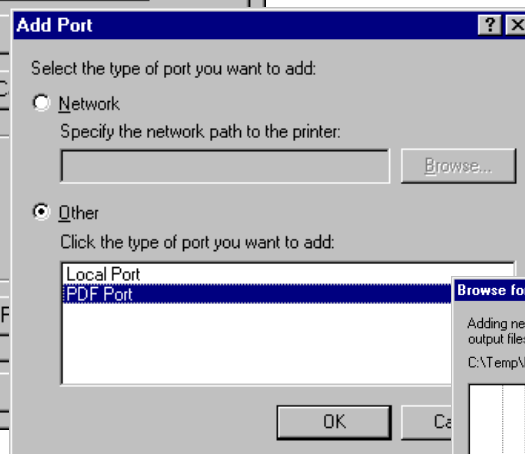 Add Port
Select the type of port you want to add:
Network
Specify the network path to the printer:
Browse...
Other
Click the type of port you want to add:
Local Port
PDF Port
Browse fo
Adding ne
output files
C:\Temp\
OK
Ca